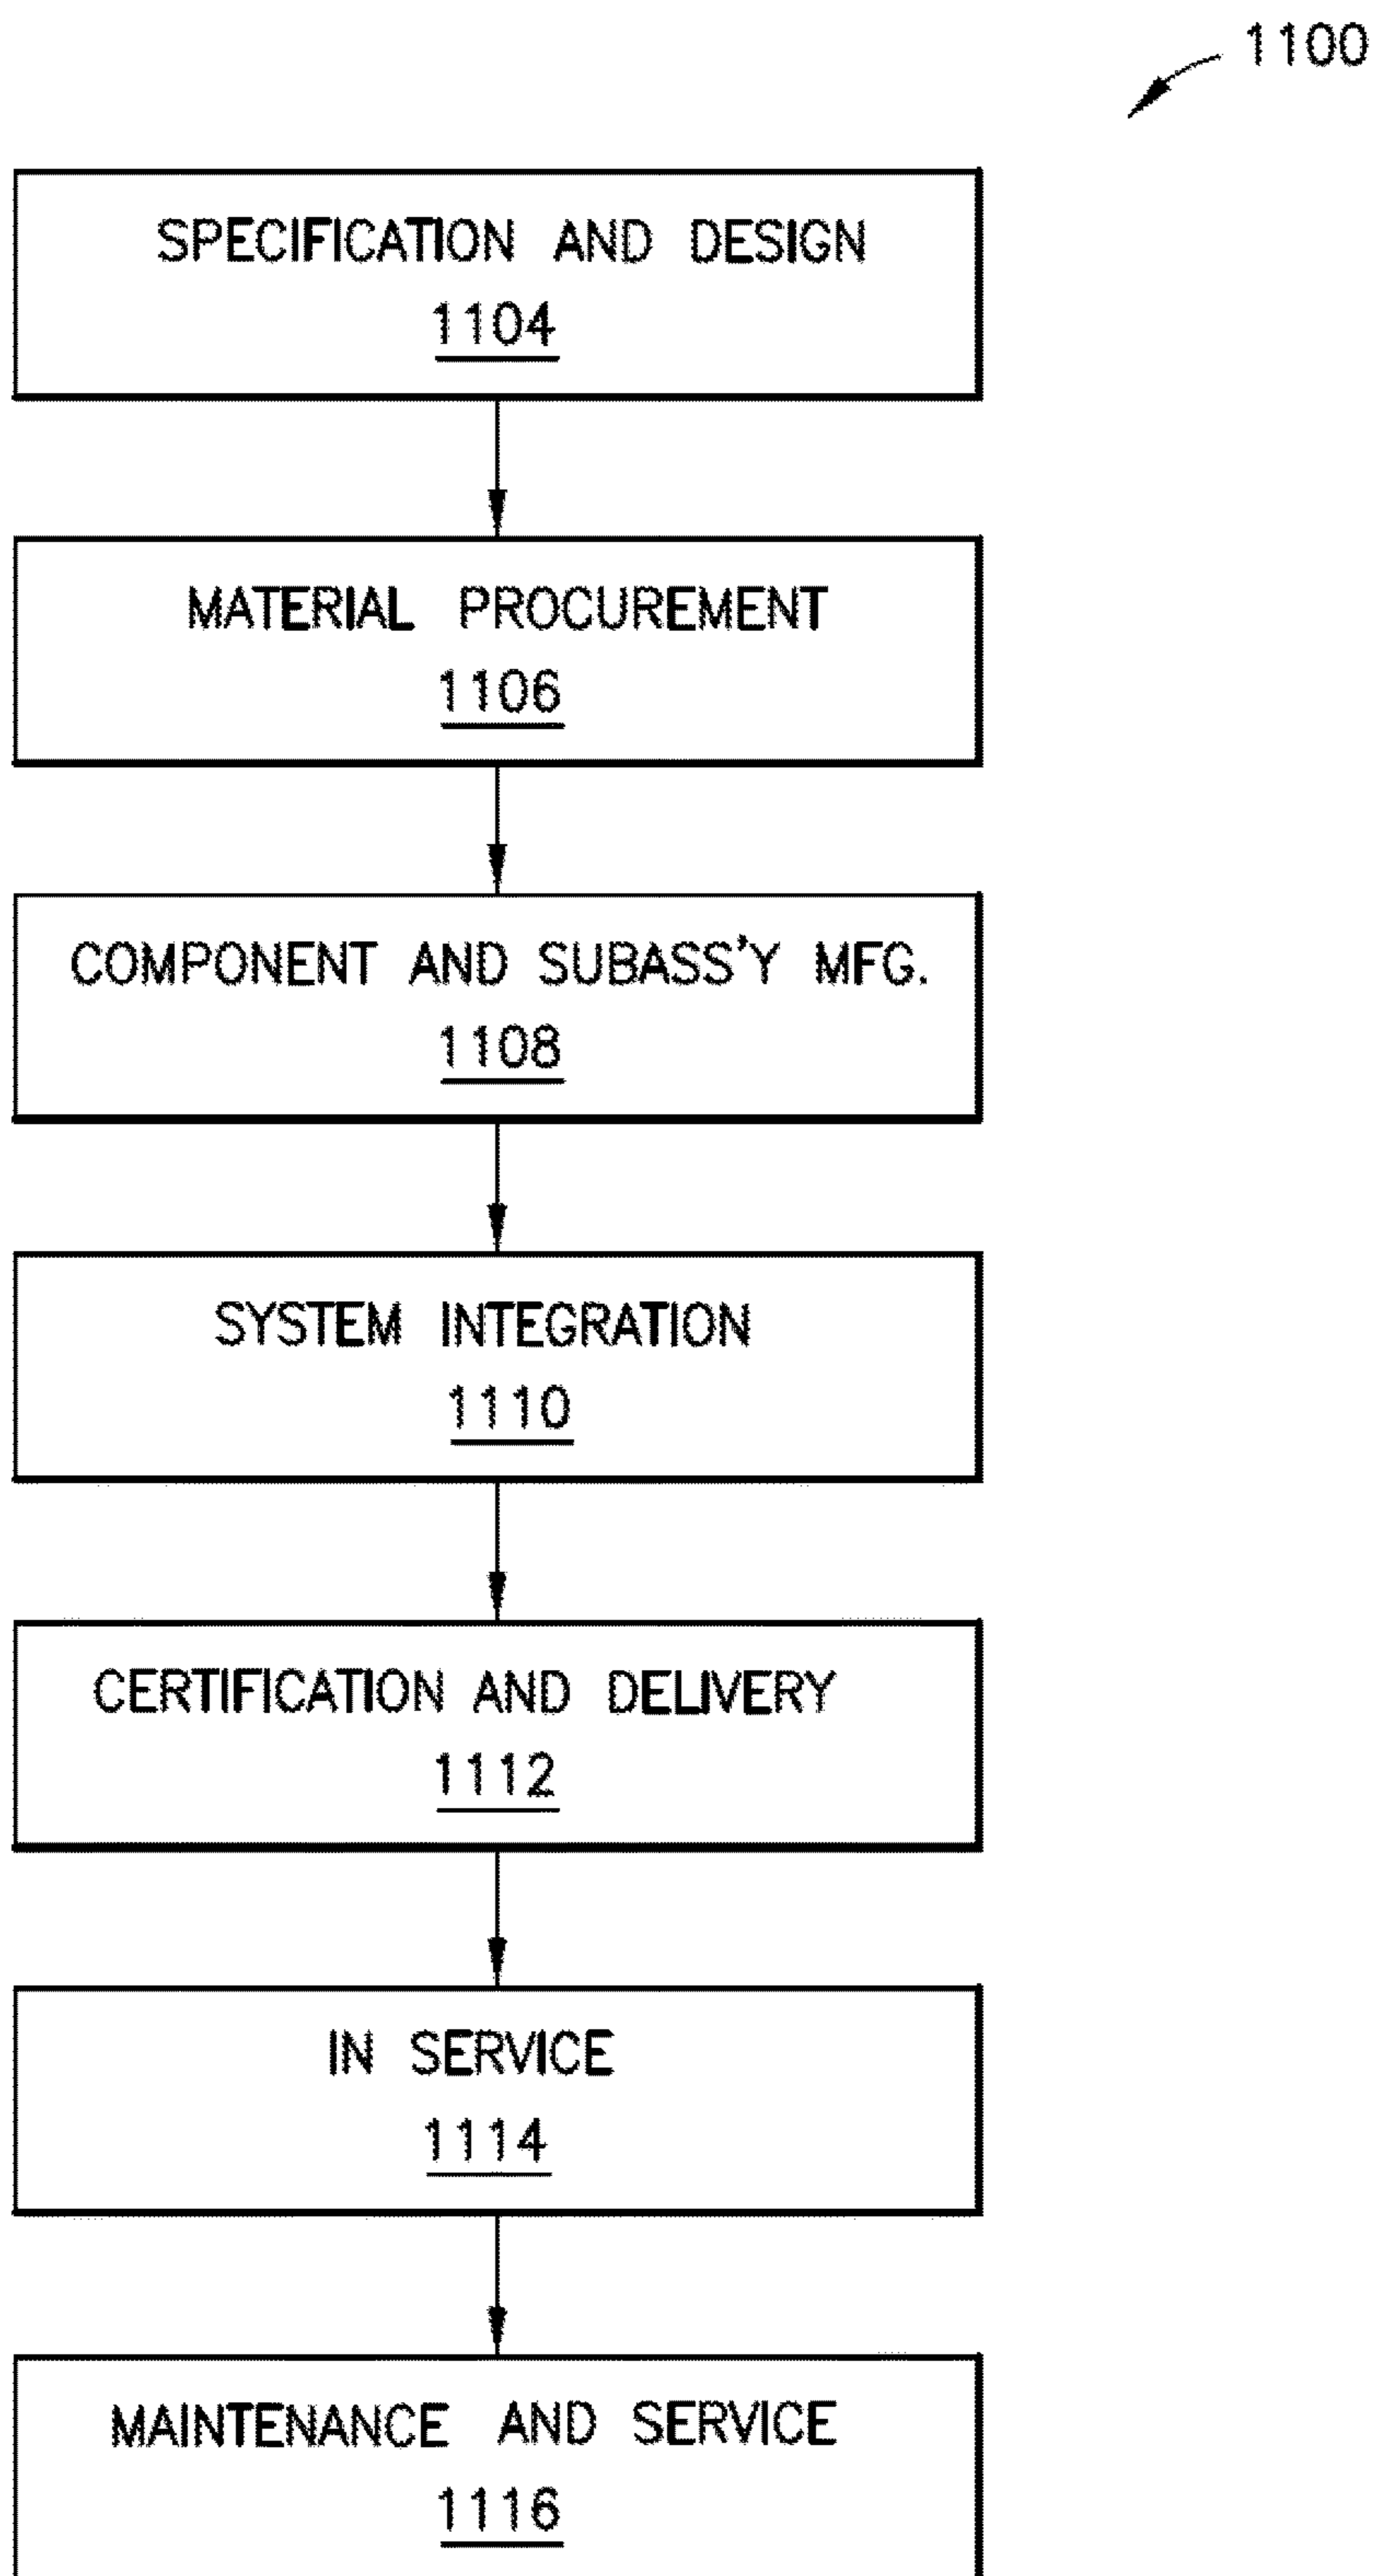 1100
SPECIFICATION AND DESIGN
1104
MATERIAL PROCUREMENT
1106
COMPONENT AND SUBASS'Y MFG.
1108
SYSTEM INTEGRATION
1110
CERTIFICATION AND DELIVERY
1112
IN SERVICE
1114
MAINTENANCE AND SERVICE
1116